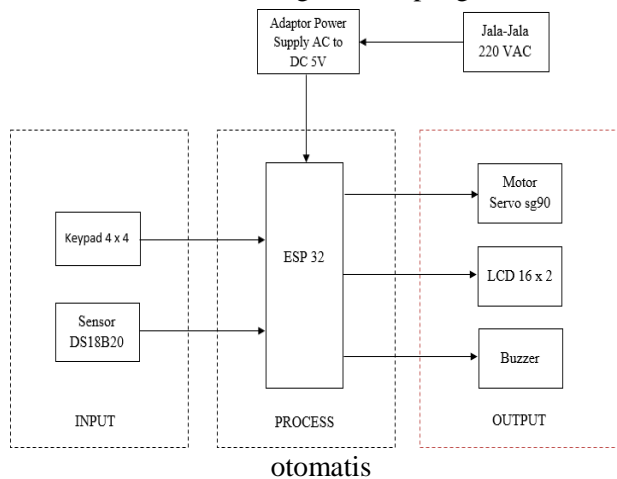 Adaptor Power
Supply AC to
DC 5V
Jala-Jala
220 VAC
Keypad 4 x 4
Sensor
DS18B20
INPUT
ESP 32
PROCESS
Motor
Servo sg90
LCD 16 x 2
Buzzer
OUTPUT
otomatis